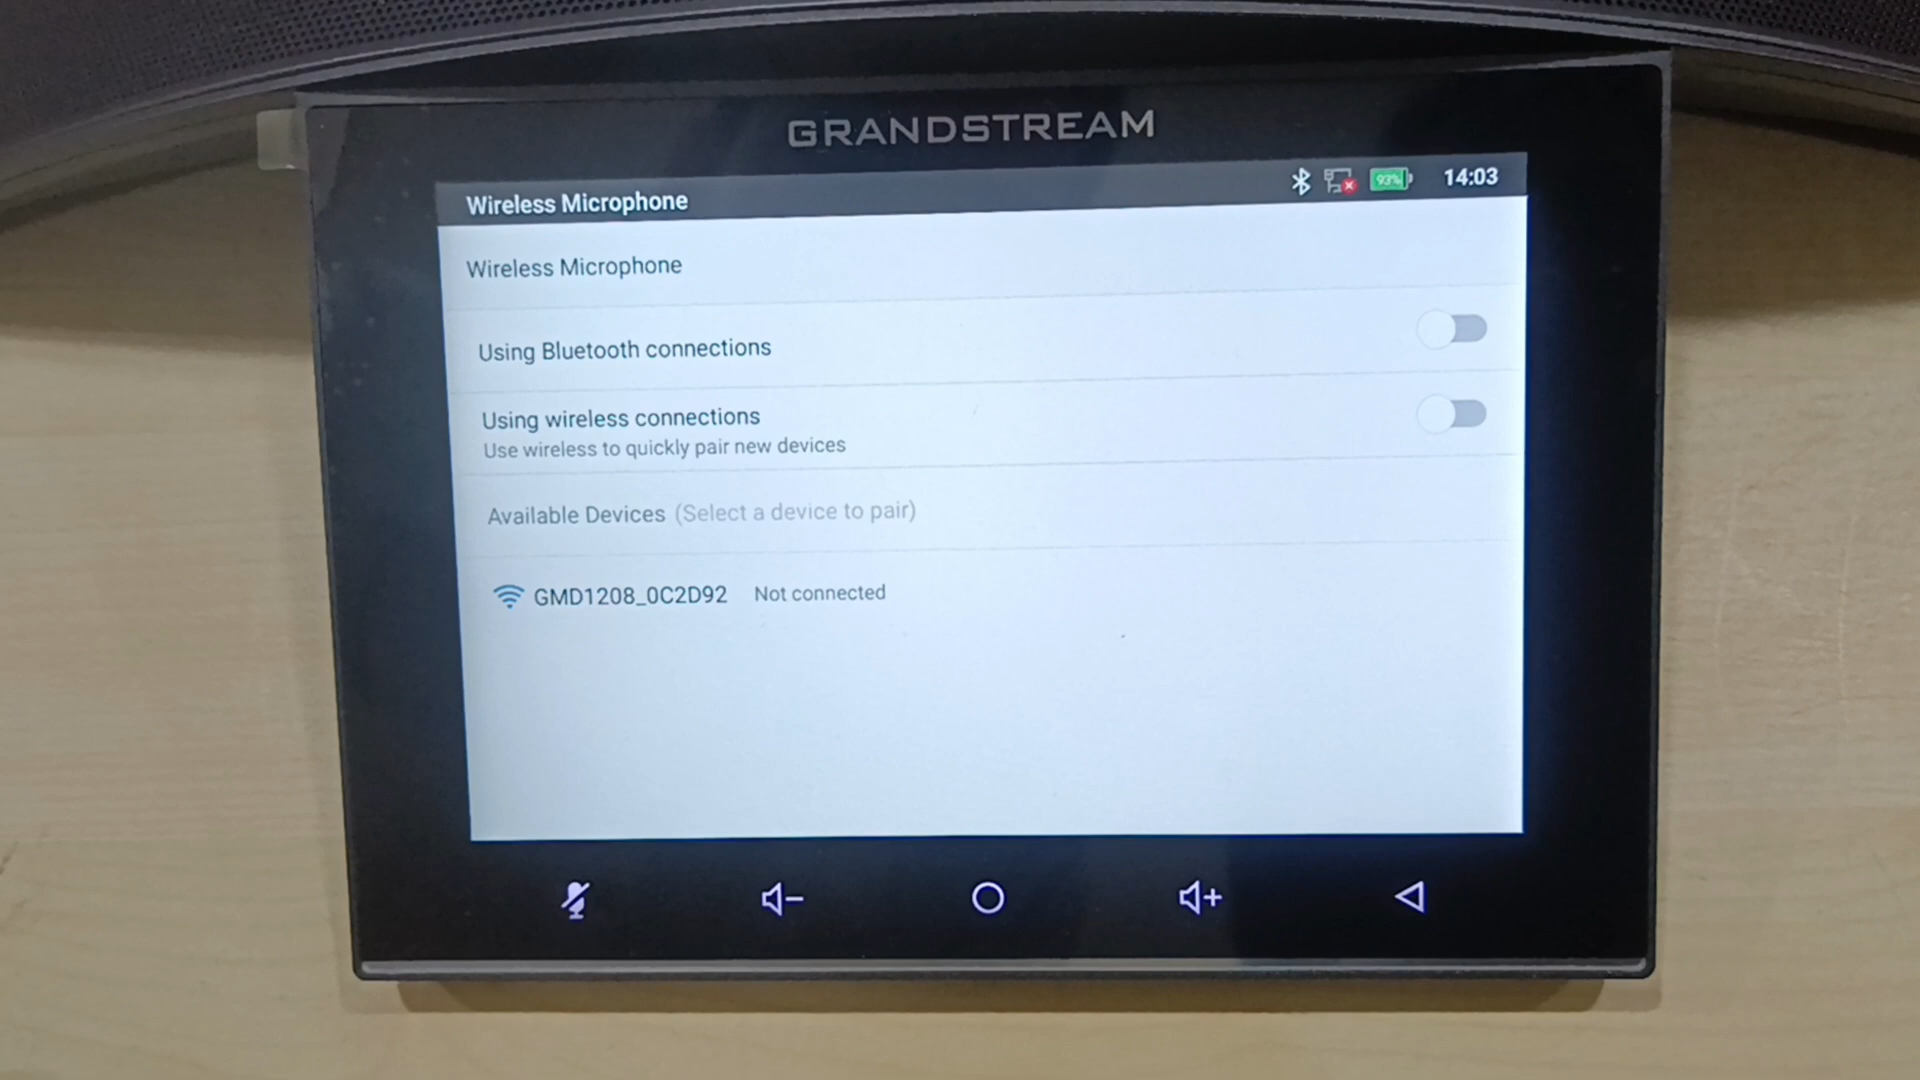 GRANDSTREAM
Wireless Microphone 93% 14:03
Wireless Microphone
Using Bluetooth connections
Using wireless connections
Use wireless to quickly pair new devices
Available Devices (Select a device to pair)
GMD1208_0C2D92 Not connected